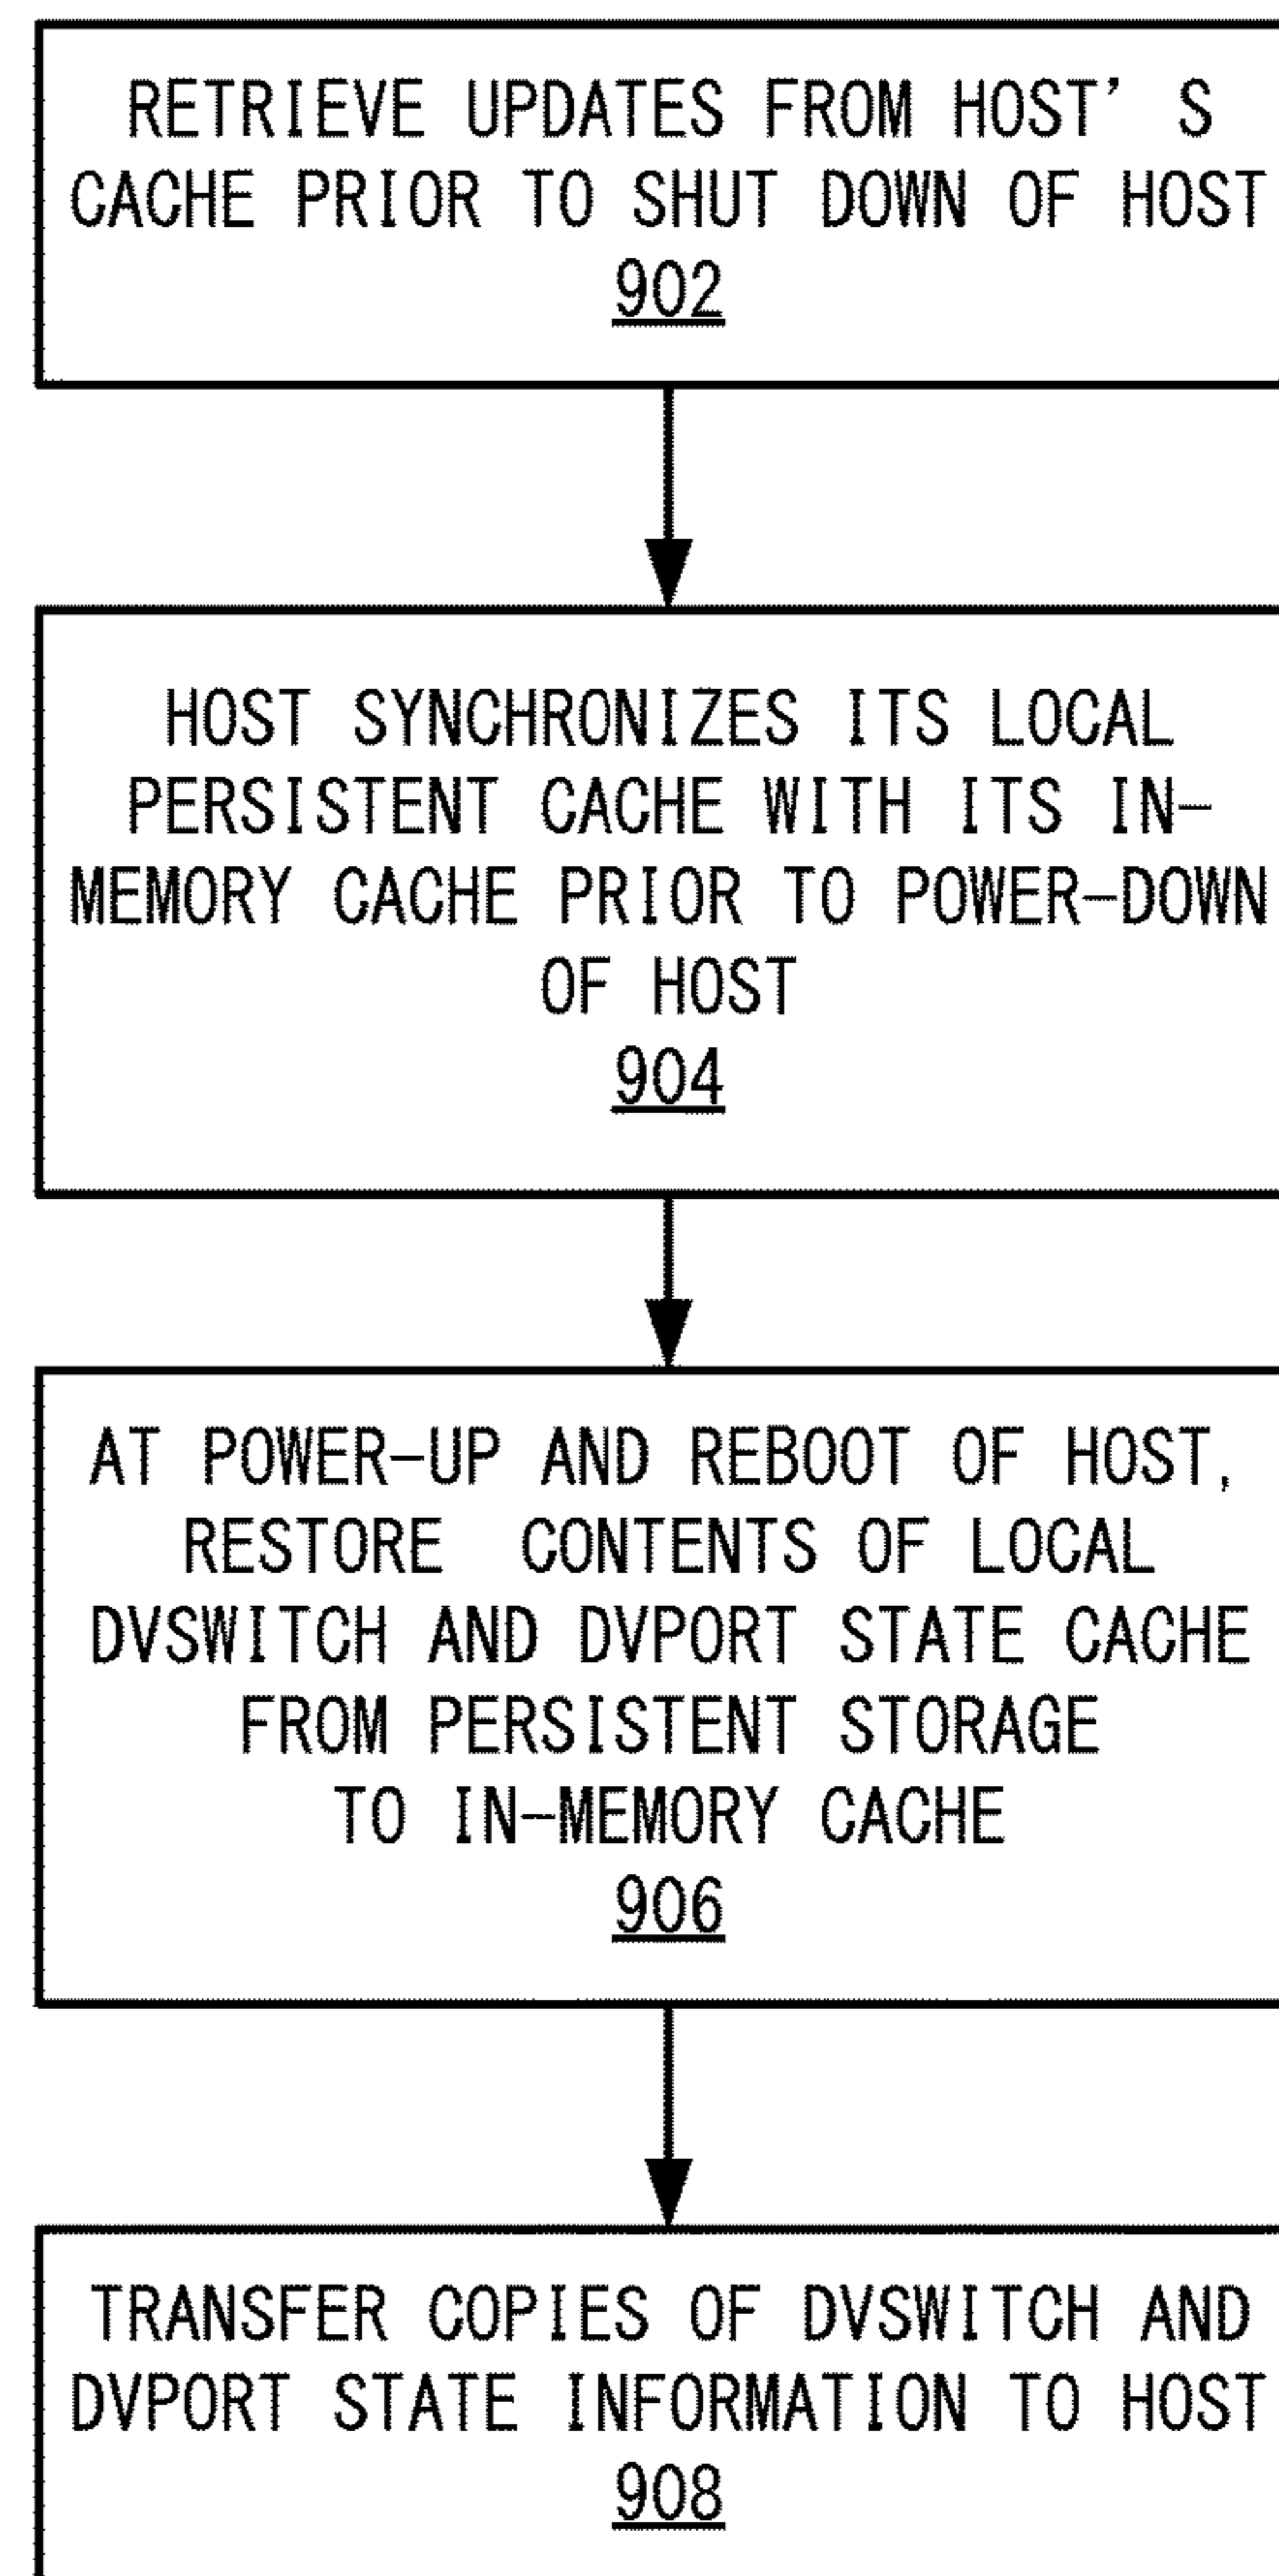 RETRIEVE UPDATES FROM HOST'S
CACHE PRIOR TO SHUT DOWN OF HOST
902
HOST SYNCHRONIZES ITS LOCAL
PERSISTENT CACHE WITH ITS IN-
MEMORY CACHE PRIOR TO POWER-DOWN
OF HOST
904
AT POWER-UP AND REBOOT OF HOST,
RESTORE CONTENTS OF LOCAL
DVSWITCH AND DVPORT STATE CACHE
FROM PERSISTENT STORAGE
TO IN-MEMORY CACHE
906
TRANSFER COPIES OF DVSWITCH AND
DVPORT STATE INFORMATION TO HOST
908